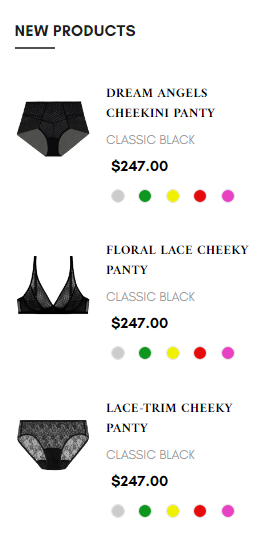 NEW PRODUCTS
DREAM ANGELS
CHEEKINI PANTY
CLASSIC BLACK
$247.00
FLORAL LACE CHEEKY
PANTY
CLASSIC BLACK
$247.00
LACE-TRIM CHEEKY
PANTY
CLASSIC BLACK
$247.00